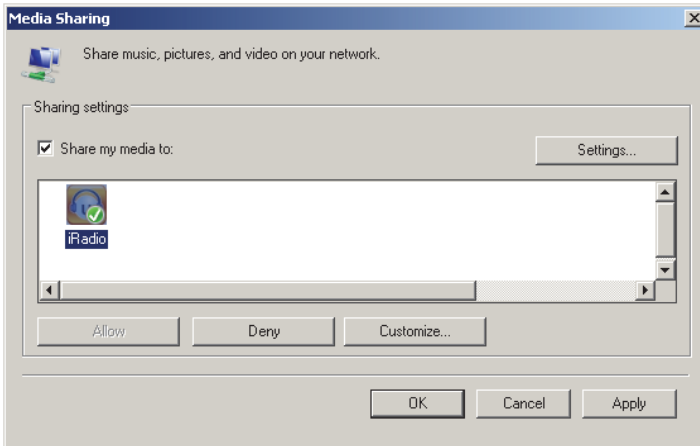 Media Sharing
Share music, pictures, and video on your network.
Sharing settings
Share my media to:
Settings...
iRadio
Allow
Deny
Customize...
OK
Cancel
Apply